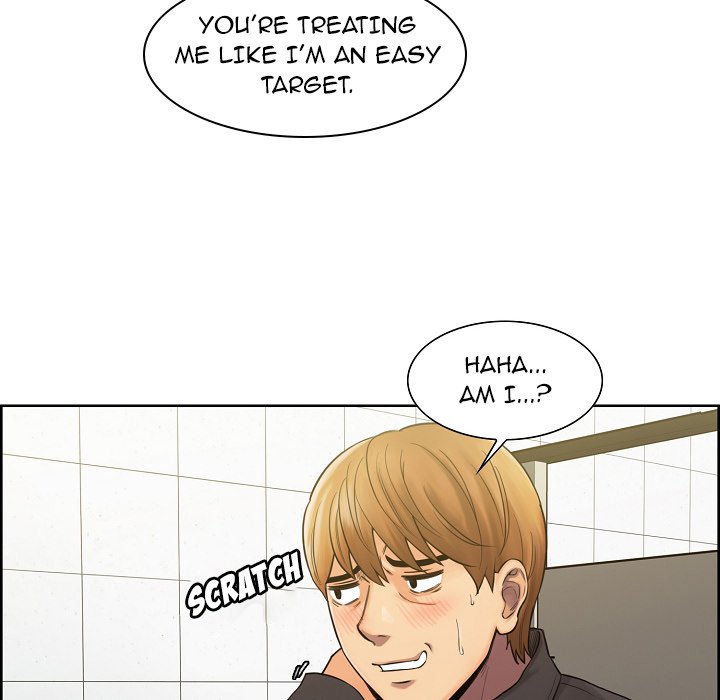 YOU'RE TREATING
ME LIKE I'M AN EASY
TARGET.
HAHA...
AM I...?
SCRATCH